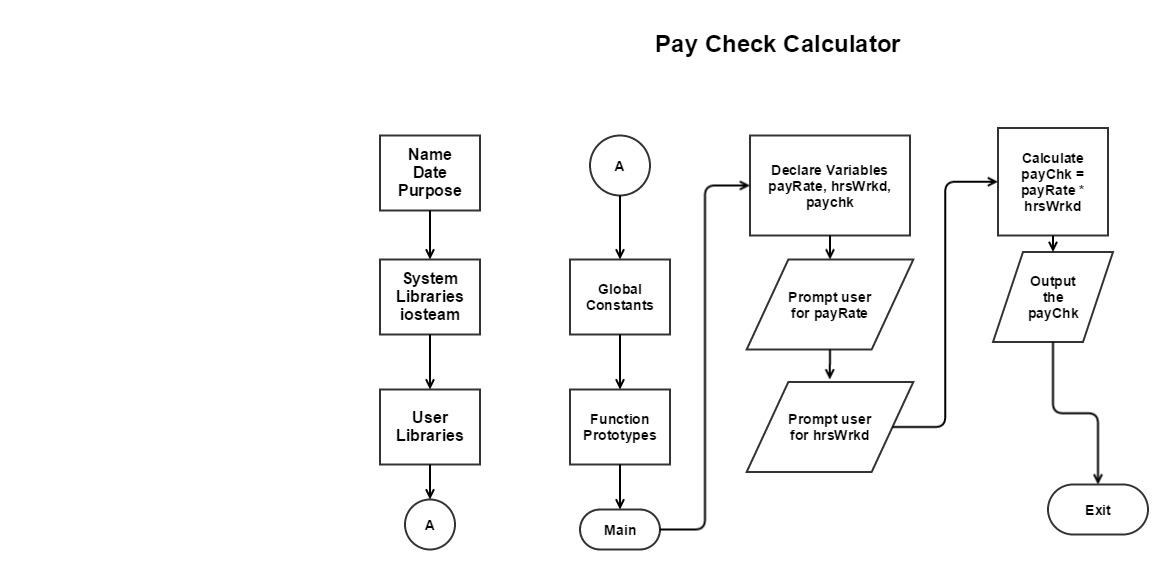 Pay Check Calculator
Name
Date
Purpose
System
Libraries
iosteam
User
Libraries
A
A
Global
Constants
Function
Prototypes
Main
Declare Variables
payRate, hrsWrkd,
paychk
Prompt user
for payRate
Prompt user
for hrsWrkd
Calculate
payChk =
payRate *
hrsWrkd
Output
the
payChk
Exit